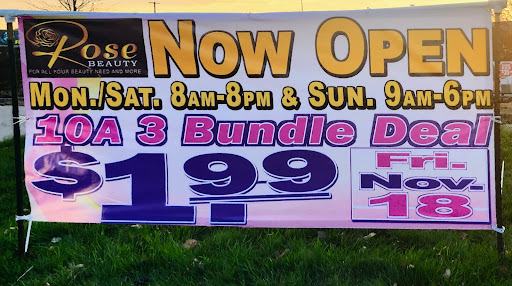 Rose
BEAUTY
FOR ALL YOUR BEAUTY NEED AND MORE
NOW OPEN
MON./SAT. 8AM-8PM & SUN. 9AM-6PM
10A 3 Bundle Deal
$199-9
Fri.
Nov.
18